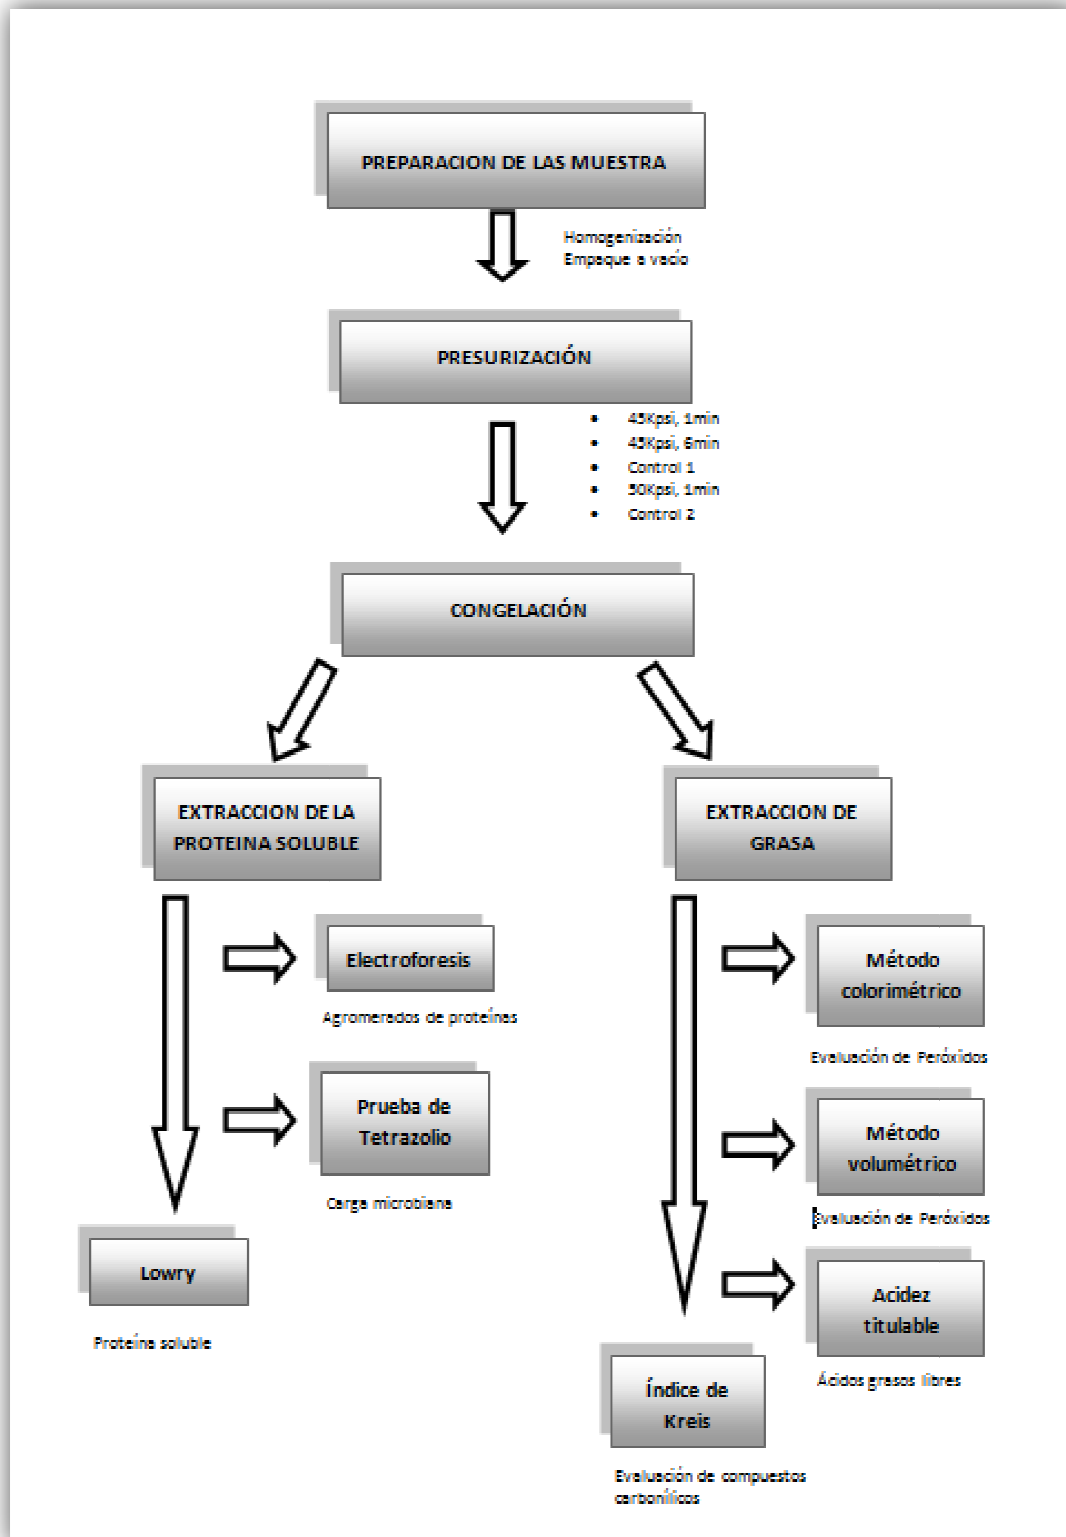 PREPARACION DE LAS MUESTRA
Homogenización
Empaque a vacío
PRESURIZACIÓN
• 45Kpsi, 1min
• 45Kpsi, 6min
• Control 1
• 50Kpsi, 1min
• Control 2
CONGELACIÓN
EXTRACCION DE LA
PROTEINA SOLUBLE
Electroforesis
Agromerados de proteínas
Prueba de
Tetrazolio
Carga microbiana
Lowry
Proteína soluble
EXTRACCION DE
GRASA
Método
colorimétrico
Evaluación de Peróxidos
Método
volumétrico
Evaluación de Peróxidos
Acidez
titulable
Ácidos grasos libres
Índice de
Kreis
Evaluación de compuestos
carbonílicos